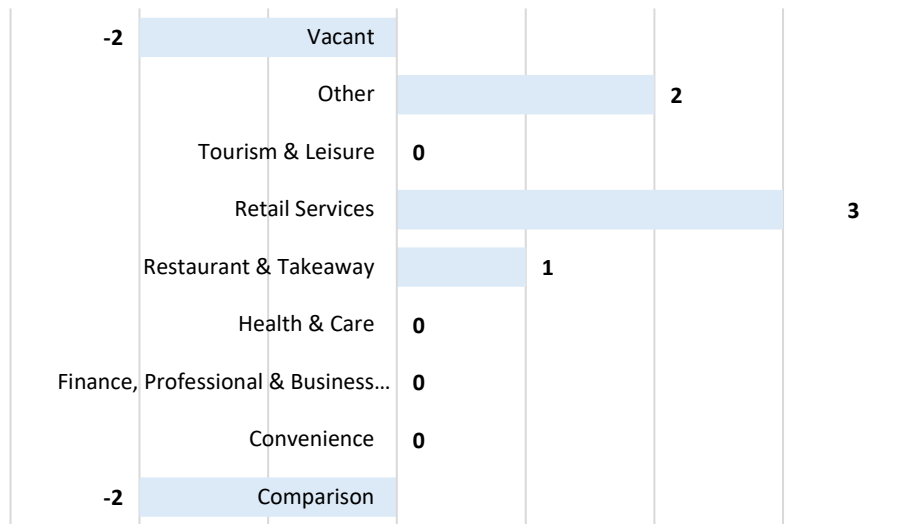 -2 Vacant
Other 2
Tourism & Leisure 0
Retail Services 3
Restaurant & Takeaway 1
Health & Care 0
Finance, Professional & Business... 0
Convenience 0
-2 Comparison